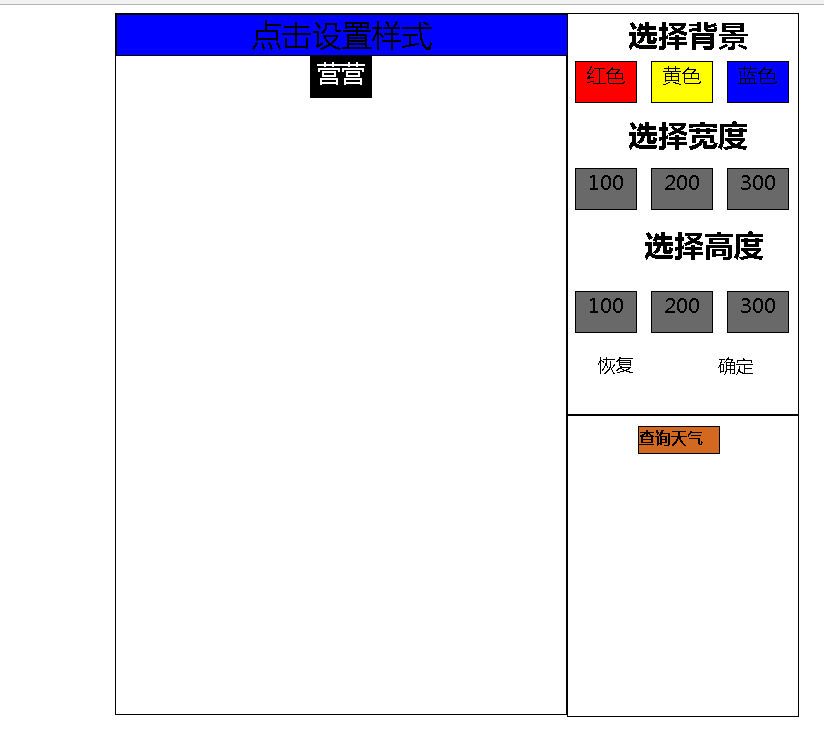 点击设置样式
营营
选择背景
红色 黄色 蓝色
选择宽度
100 200 300
选择高度
100 200 300
恢复 确定
查询天气